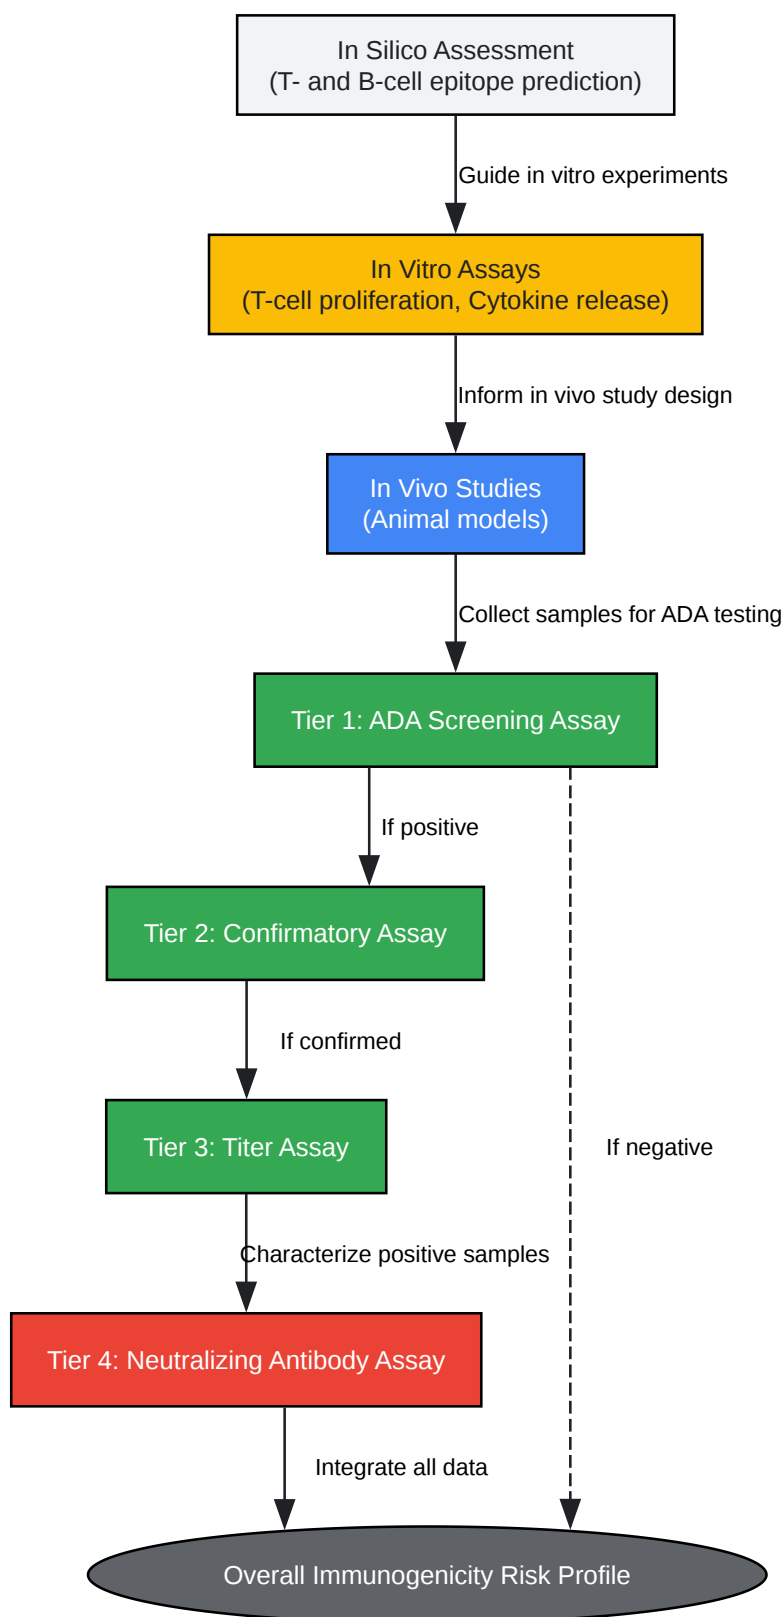 In Silico Assessment
(T- and B-cell epitope prediction)
Guide in vitro experiments
In Vitro Assays
(T-cell proliferation, Cytokine release)
Inform in vivo study design
In Vivo Studies
(Animal models)
Collect samples for ADA testing
Tier 1: ADA Screening Assay
If positive
Tier 2: Confirmatory Assay
If confirmed
Tier 3: Titer Assay
If negative
Characterize positive samples
Tier 4: Neutralizing Antibody Assay
Integrate all data
Overall Immunogenicity Risk Profile